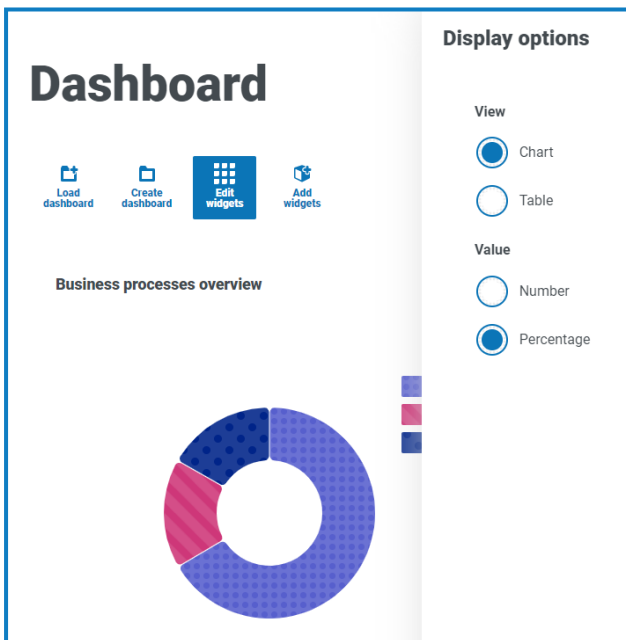 Display options
Dashboard
View
Chart
Table
Load
dashboard
Create
dashboard
Edit
widgets
Add
widgets
Value
Number
Percentage
Business processes overview